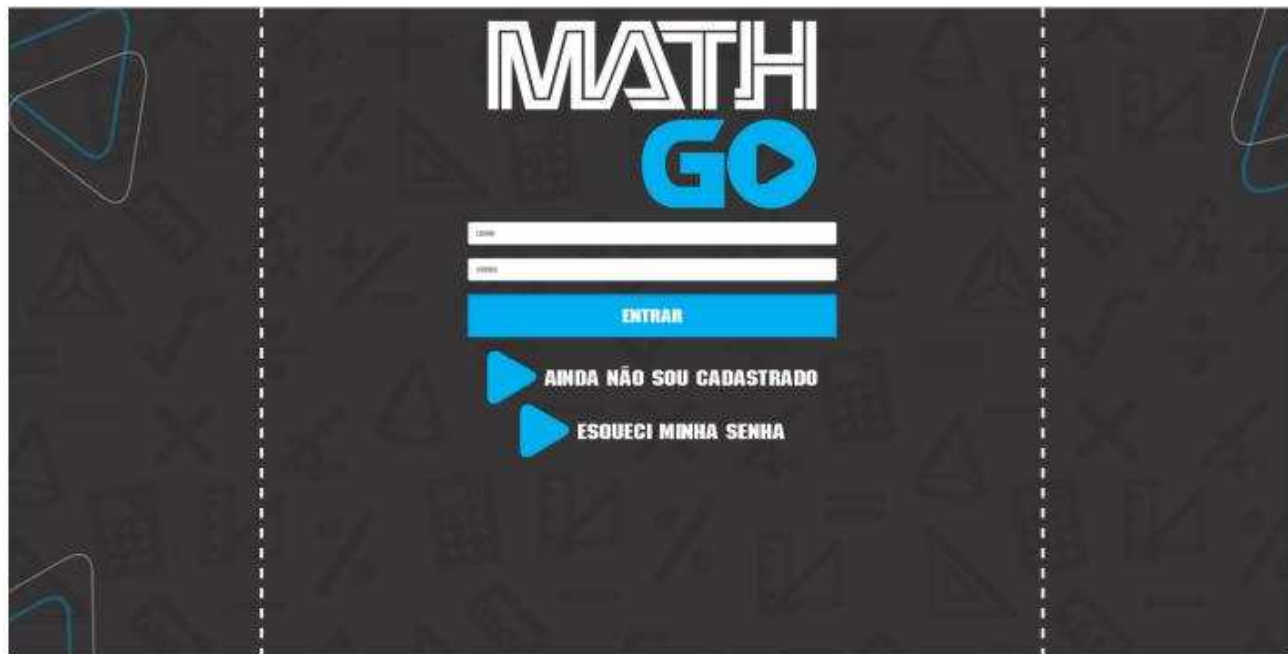 MATH
GO
ENTRAR
AINDA NÃO SOU CADASTRADO
ESQUECI MINHA SENHA